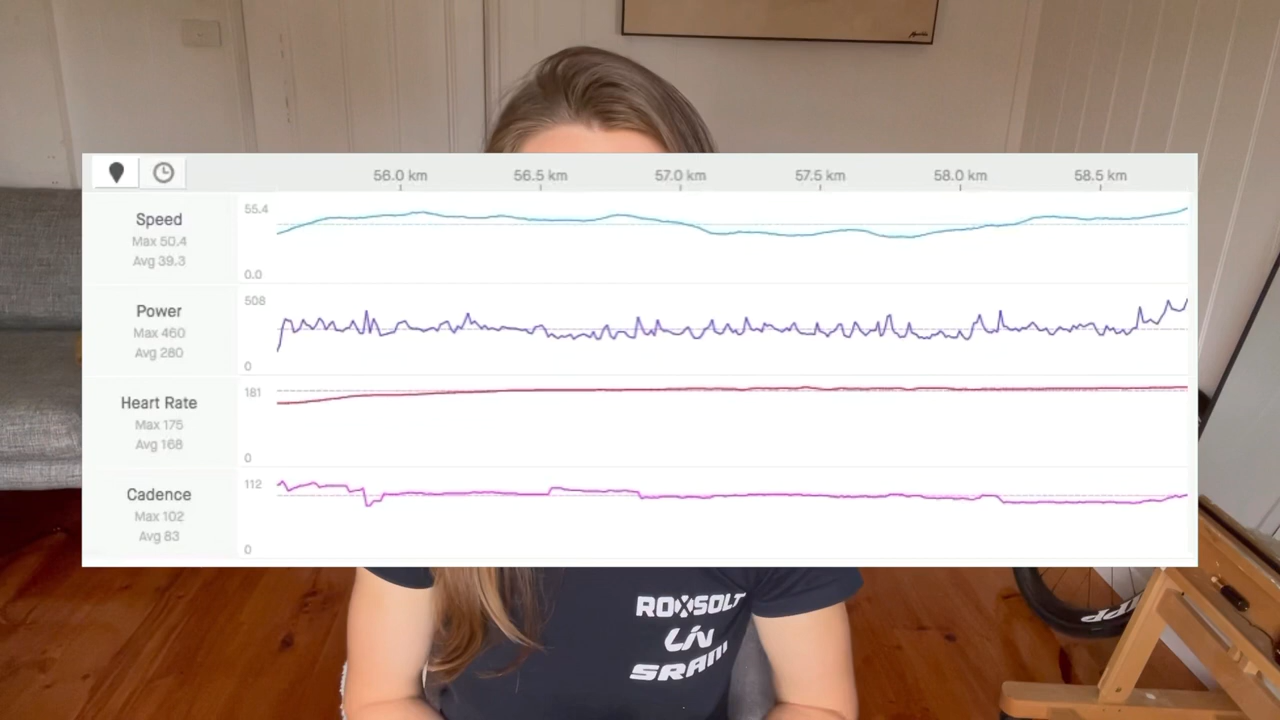 56.0 km 56.5 km 57.0 km 57.5 km 58.0 km 58.5 km
Speed
Max 50.4
Avg 39.3
55.4
0.0
Power
Max 460
Avg 280
508
0
Heart Rate
Max 175
Avg 168
181
0
Cadence
Max 102
Avg 83
112
0
ROXSOLT
LIV
SRAM
ZIPP